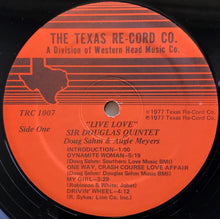 THE TEXAS RE-CORD CO.
A Division of Western Head Music Co.
TRC 1007
Side One
℗1977 Texas Re-Cord Co.
©1977 Texas Re-Cord Co.
"LIVE LOVE"
SIR DOUGLAS QUINTET
Doug Sahm & Augie Meyers
INTRODUCTION-1:00
DYNAMITE WOMAN-5:19
(Doug Sahm: Southern Love Music BMI)
ONE WAY, CRASH COURSE LOVE AFFAIR
(Doug Sahm: Southern Love Music BMI)
MY GIRL-3:29
(Robinson & White: Jobet)
DRIVIN' WHEEL-4:12
(R. Sykes: Lion Co. Inc.)